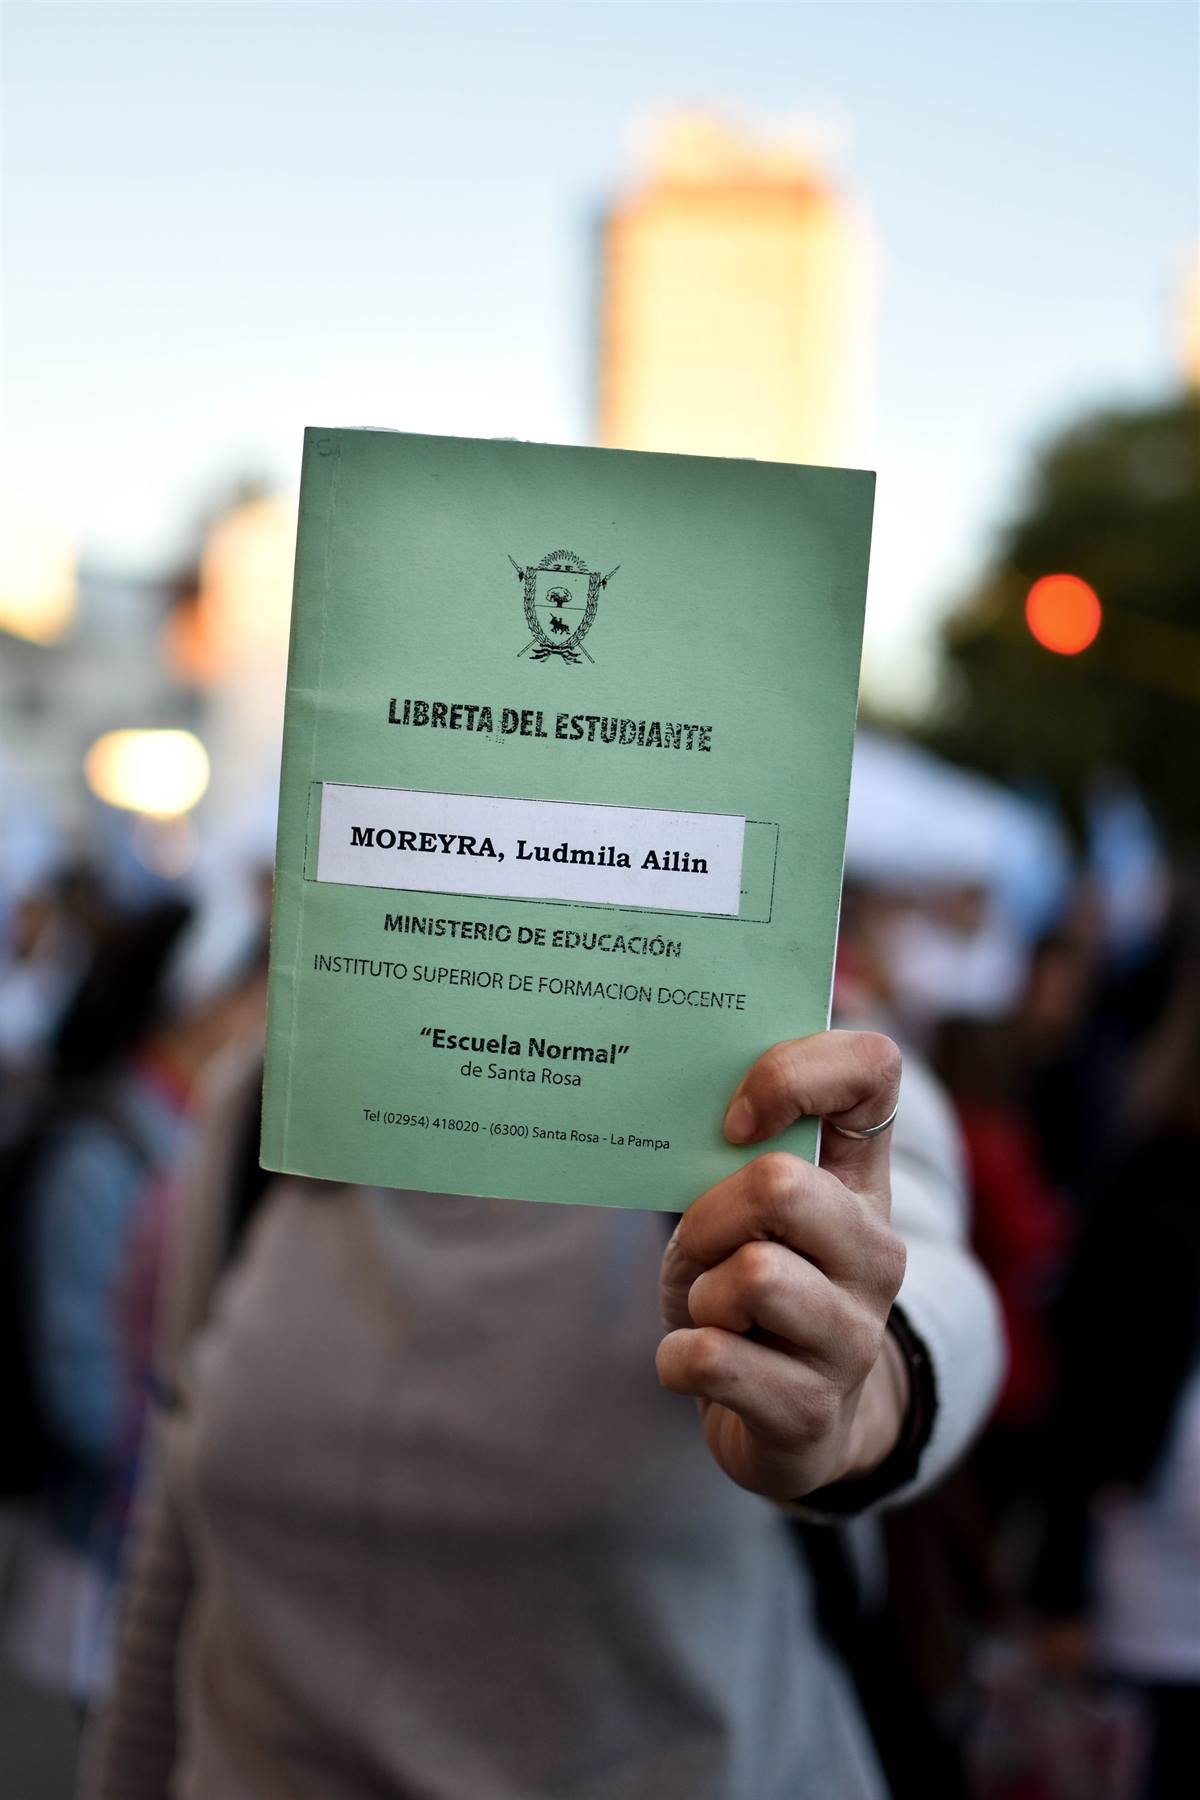 LIBRETA DEL ESTUDIANTE
MOREYRA, Ludmila Ailin
MINISTERIO DE EDUCACIÓN
INSTITUTO SUPERIOR DE FORMACION DOCENTE
“Escuela Normal”
de Santa Rosa
Tel (02954) 418020 - (6300) Santa Rosa - La Pampa